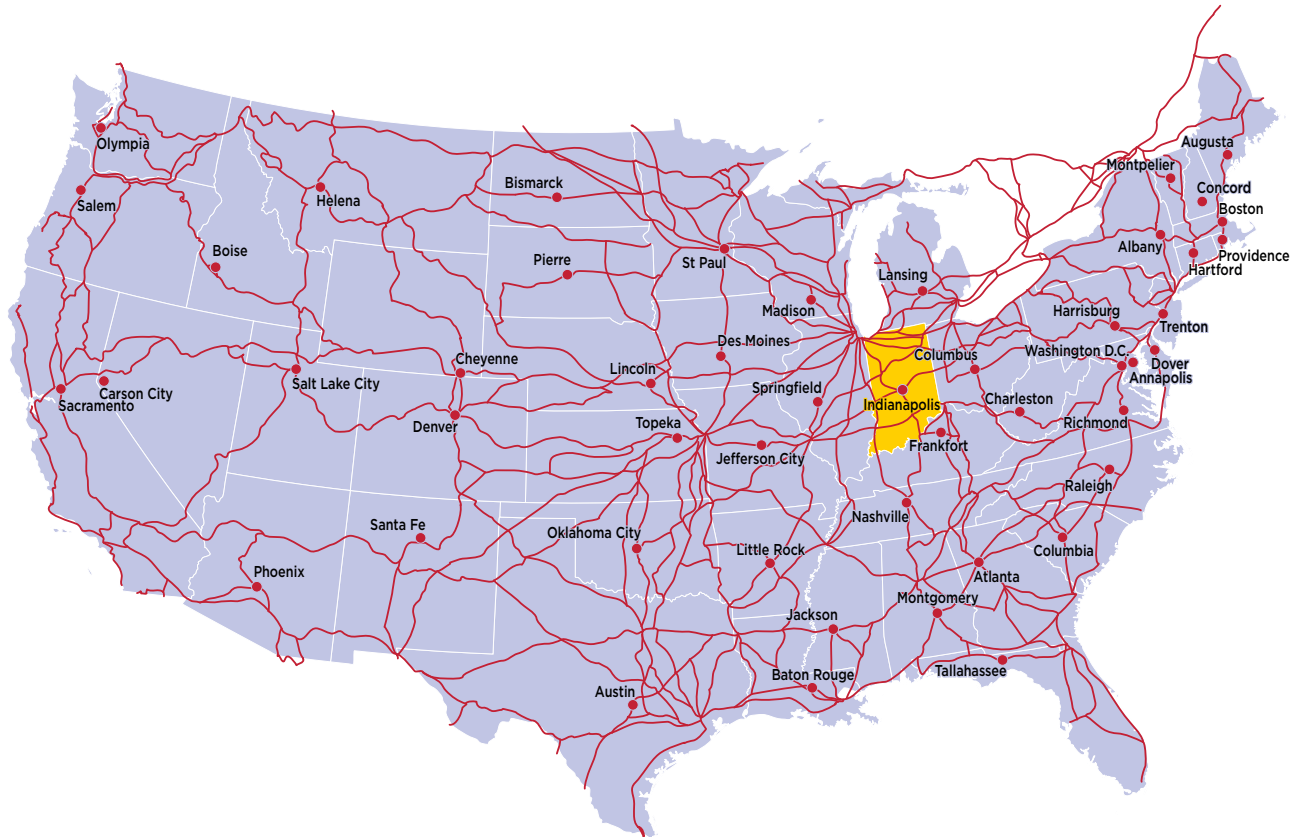 Olympia
Salem
Helena
Boise
Bismarck
Pierre
St Paul
Madison
Lansing
Augusta
Montpelier
Concord
Boston
Albany
Providence
Hartford
Harrisburg
Trenton
Washington D.C.
Dover
Annapolis
Columbus
Des Moines
Cheyenne
Lincoln
Springfield
Salt Lake City
Carson City
Sacramento
Indianapolis
Charleston
Richmond
Denver
Topeka
Jefferson City
Frankfort
Raleigh
Nashville
Santa Fe
Oklahoma City
Little Rock
Columbia
Phoenix
Atlanta
Montgomery
Jackson
Tallahassee
Baton Rouge
Austin